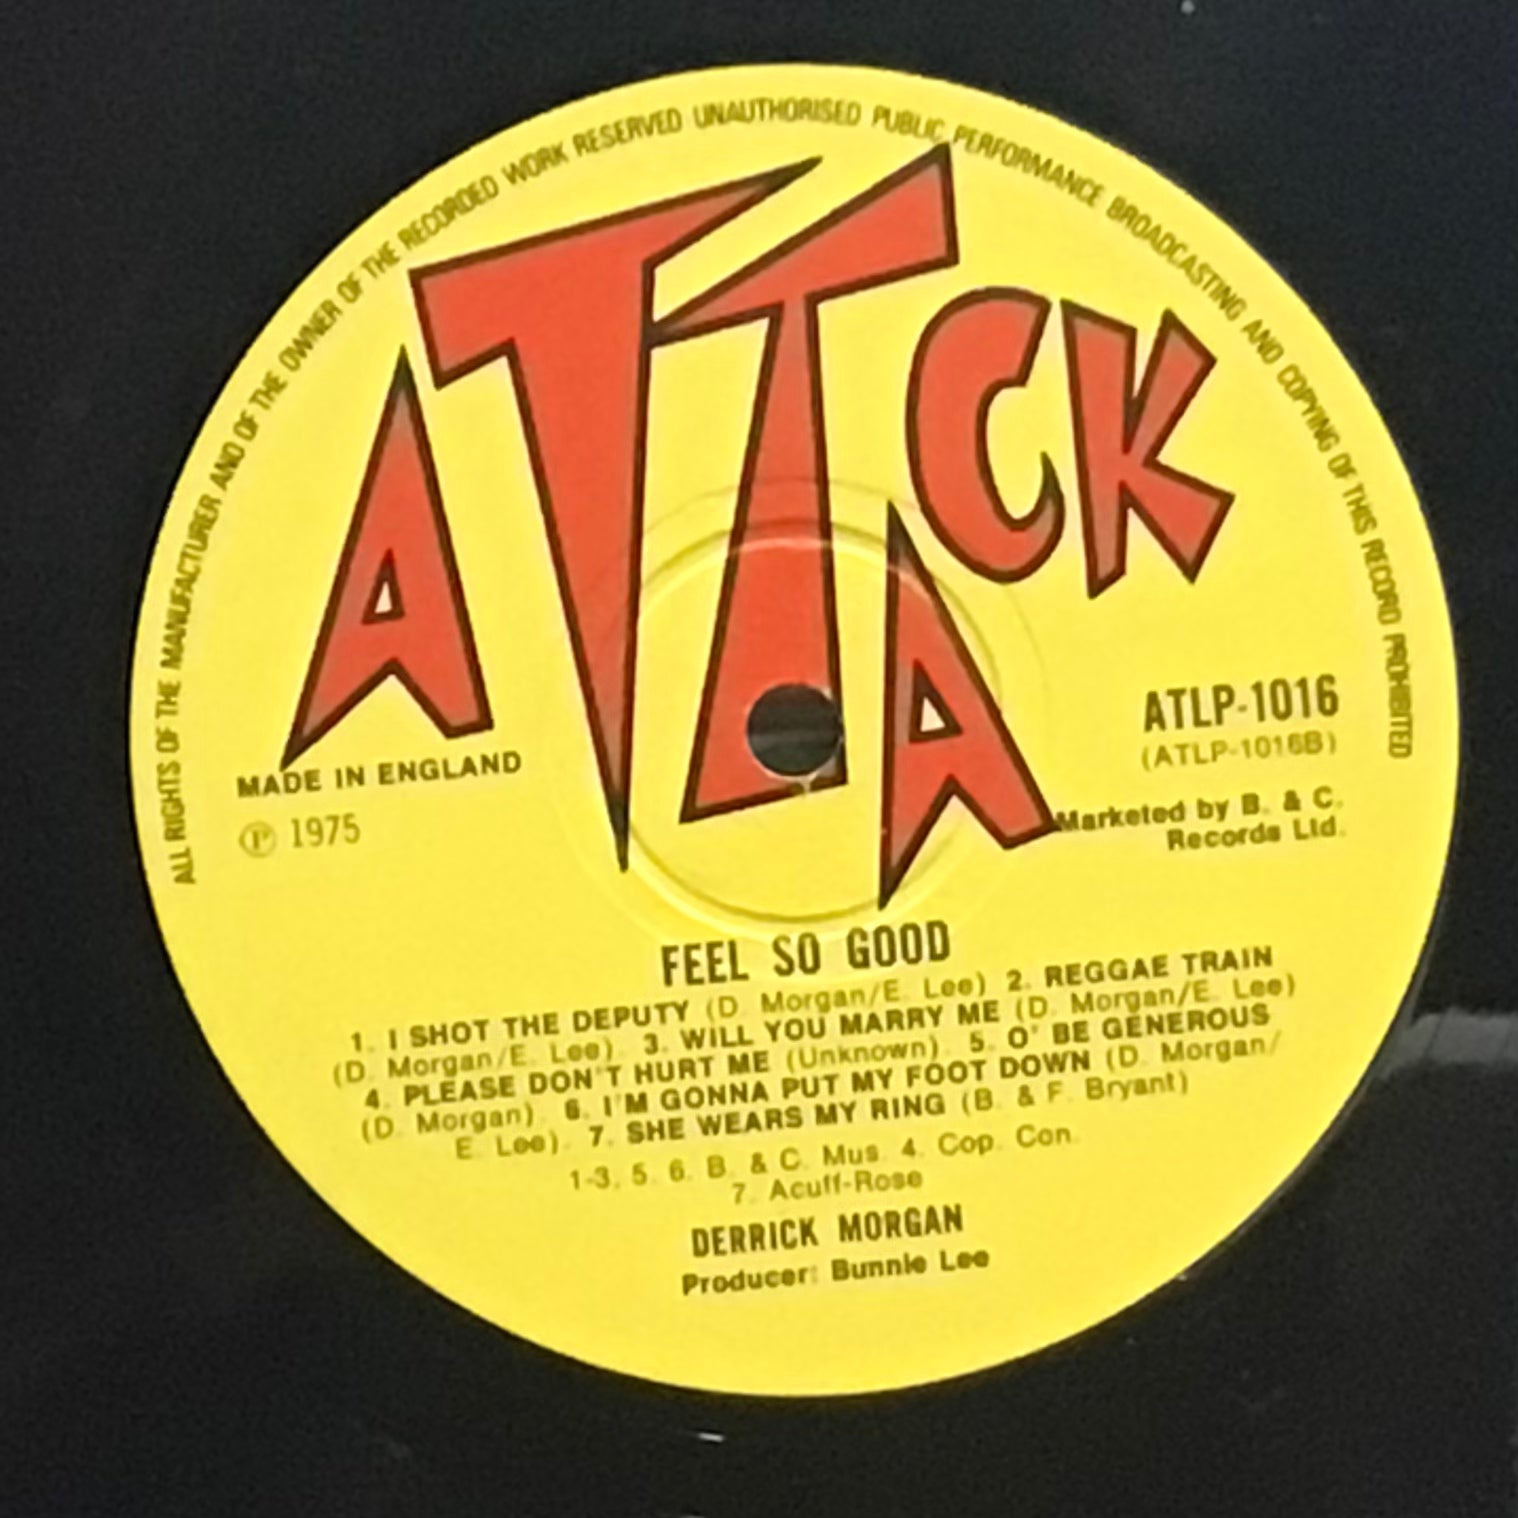 ALL RIGHTS OF THE MANUFACTURER AND OF THE OWNER OF THE RECORDED WORK RESERVED UNAUTHORISED PUBLIC PERFORMANCE BROADCASTING AND COPYING OF THIS RECORD PROHIBITED
ATTACK
MADE IN ENGLAND
Ⓟ 1975
ATLP-1016
(ATLP-1016B)
Marketed by B. & C.
Records Ltd.
FEEL SO GOOD
1. I SHOT THE DEPUTY (D. Morgan/E. Lee) 2. REGGAE TRAIN
(D. Morgan/E. Lee). 3. WILL YOU MARRY ME (D. Morgan/E. Lee)
4. PLEASE DON'T HURT ME (Unknown). 5. O' BE GENEROUS
(D. Morgan). 6. I'M GONNA PUT MY FOOT DOWN (D. Morgan/
E. Lee). 7. SHE WEARS MY RING (B. & F. Bryant)
1-3, 5, 6. B. & C. Mus. 4. Cop. Con.
7. Acuff-Rose
DERRICK MORGAN
Producer: Bunnie Lee